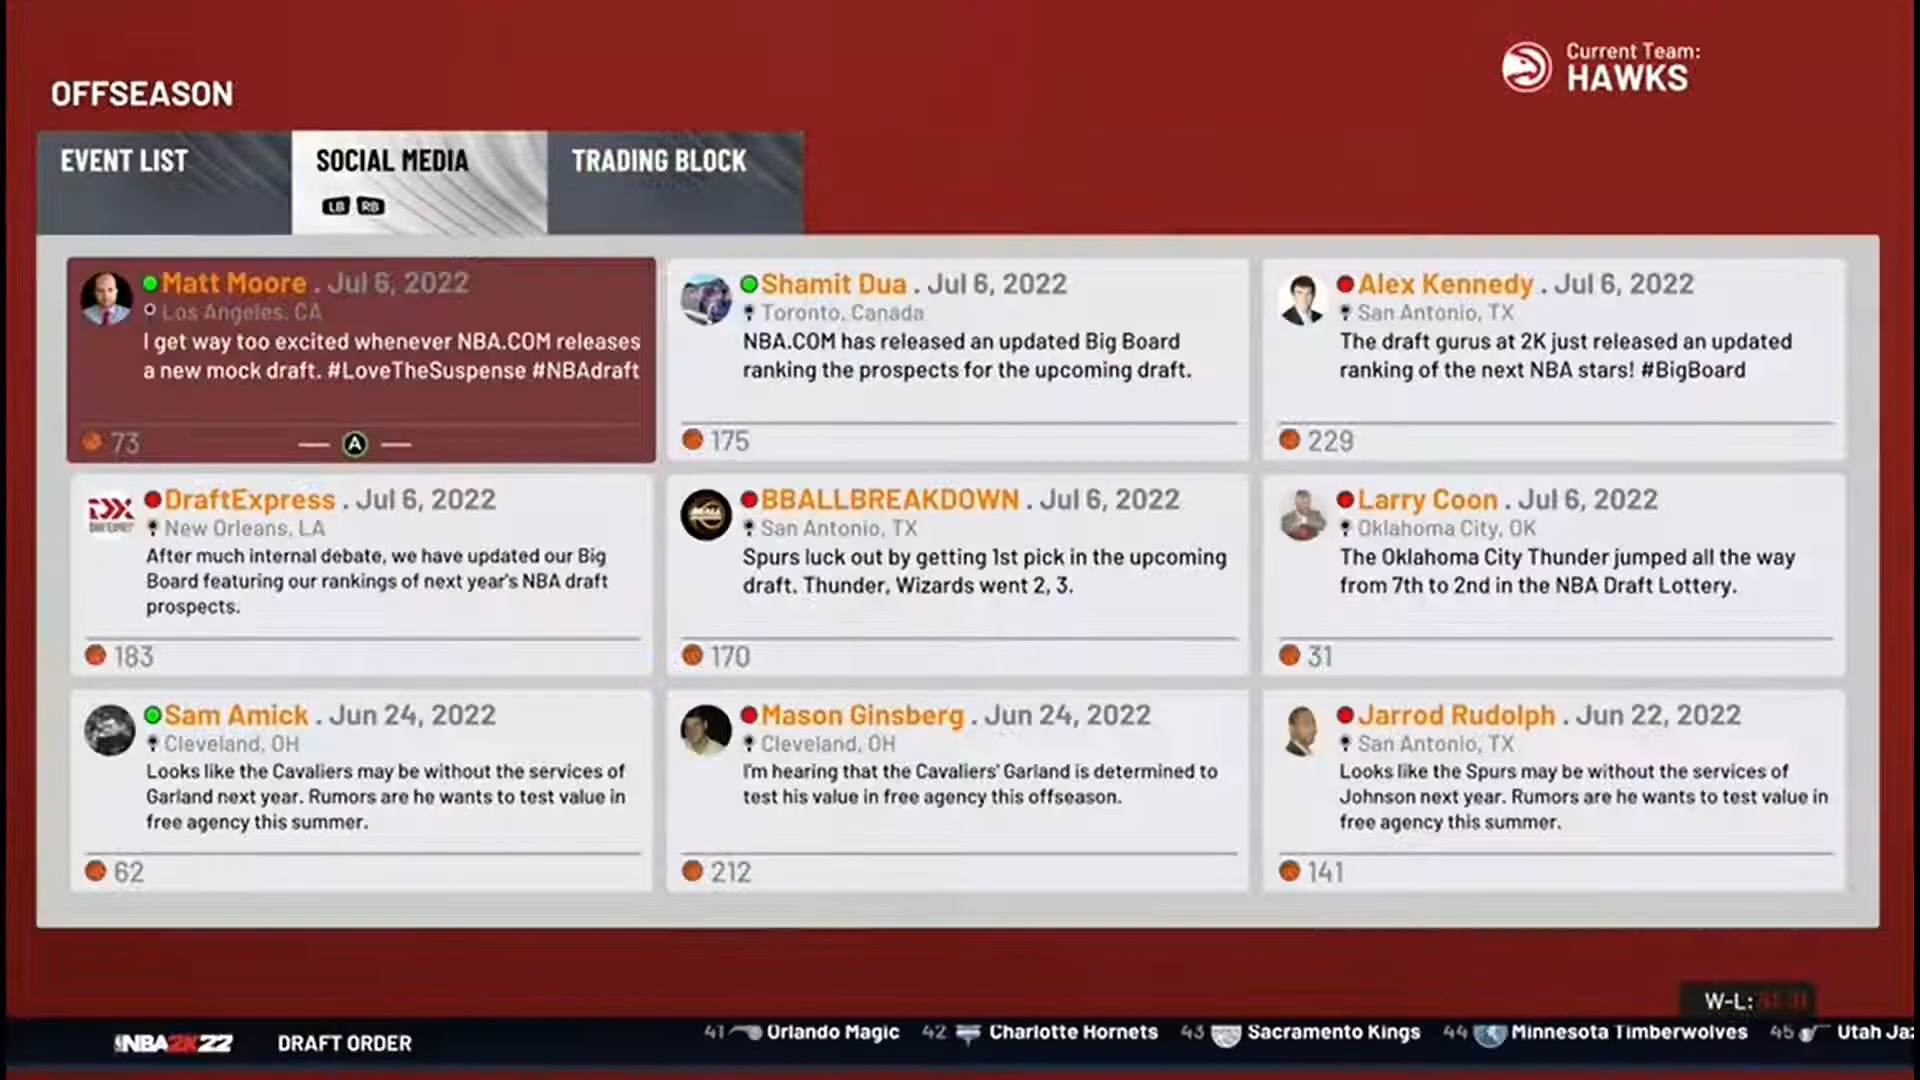 Current Team:
HAWKS
OFFSEASON
EVENT LIST
SOCIAL MEDIA
TRADING BLOCK
LB RB
Matt Moore . Jul 6, 2022
Los Angeles, CA
I get way too excited whenever NBA.COM releases
a new mock draft. #LoveTheSuspense #NBAdraft
73
A
Shamit Dua . Jul 6, 2022
Toronto, Canada
NBA.COM has released an updated Big Board
ranking the prospects for the upcoming draft.
175
Alex Kennedy . Jul 6, 2022
San Antonio, TX
The draft gurus at 2K just released an updated
ranking of the next NBA stars! #BigBoard
229
DraftExpress . Jul 6, 2022
New Orleans, LA
After much internal debate, we have updated our Big
Board featuring our rankings of next year's NBA draft
prospects.
183
BBALLBREAKDOWN . Jul 6, 2022
San Antonio, TX
Spurs luck out by getting 1st pick in the upcoming
draft. Thunder, Wizards went 2, 3.
170
Larry Coon . Jul 6, 2022
Oklahoma City, OK
The Oklahoma City Thunder jumped all the way
from 7th to 2nd in the NBA Draft Lottery.
31
Sam Amick . Jun 24, 2022
Cleveland, OH
Looks like the Cavaliers may be without the services of
Garland next year. Rumors are he wants to test value in
free agency this summer.
62
Mason Ginsberg . Jun 24, 2022
Cleveland, OH
I'm hearing that the Cavaliers' Garland is determined to
test his value in free agency this offseason.
212
Jarrod Rudolph . Jun 22, 2022
San Antonio, TX
Looks like the Spurs may be without the services of
Johnson next year. Rumors are he wants to test value in
free agency this summer.
141
W-L:
NBA 2K22 DRAFT ORDER 41 Orlando Magic 42 Charlotte Hornets 43 Sacramento Kings 44 Minnesota Timberwolves 45 Utah Jaz